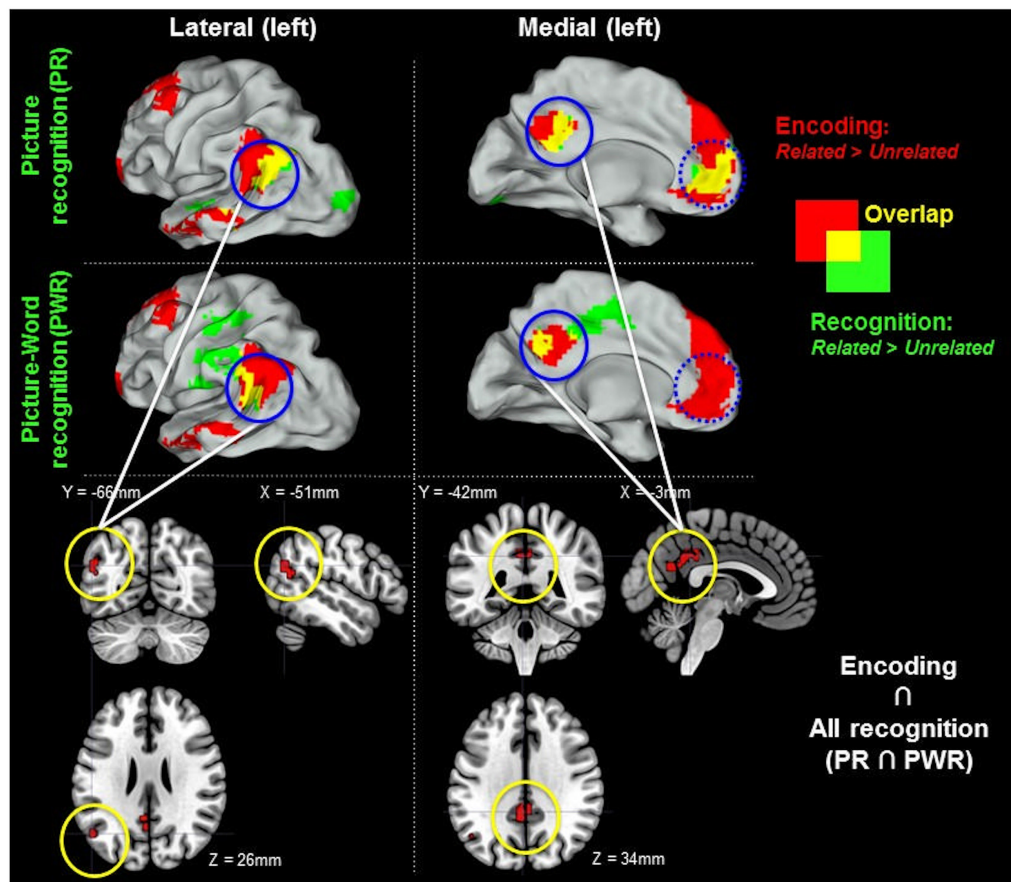 Lateral (left)
Medial (left)
Picture
recognition(PR)
Encoding:
Related > Unrelated
Overlap
Picture-Word
recognition(PWR)
Recognition:
Related > Unrelated
Y = -66mm
X = -51mm
Y = -42mm
X = -3mm
Encoding
∩
All recognition
(PR ∩ PWR)
Z = 26mm
Z = 34mm